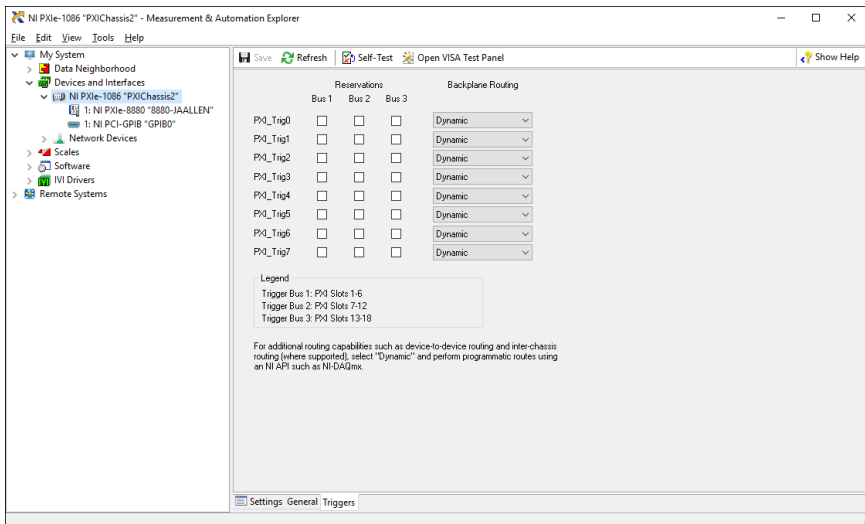 NI PXIe-1086 "PXIChassis2" - Measurement & Automation Explorer
File Edit View Tools Help
My System
Data Neighborhood
Devices and Interfaces
NI PXIe-1086 "PXIChassis2"
1: NI PXIe-8880 "8880-JAALLEN"
1: NI PCI-GPIB "GPIB0"
Network Devices
Scales
Software
IVI Drivers
Remote Systems
Save Refresh Self-Test Open VISA Test Panel Show Help
Reservations Backplane Routing
Bus 1 Bus 2 Bus 3
PXI_Trig0 Dynamic
PXI_Trig1 Dynamic
PXI_Trig2 Dynamic
PXI_Trig3 Dynamic
PXI_Trig4 Dynamic
PXI_Trig5 Dynamic
PXI_Trig6 Dynamic
PXI_Trig7 Dynamic
Legend
Trigger Bus 1: PXI Slots 1-6
Trigger Bus 2: PXI Slots 7-12
Trigger Bus 3: PXI Slots 13-18
For additional routing capabilities such as device-to-device routing and inter-chassis
routing (where supported), select "Dynamic" and perform programmatic routes using
an NI API such as NI-DAQmx.
Settings General Triggers